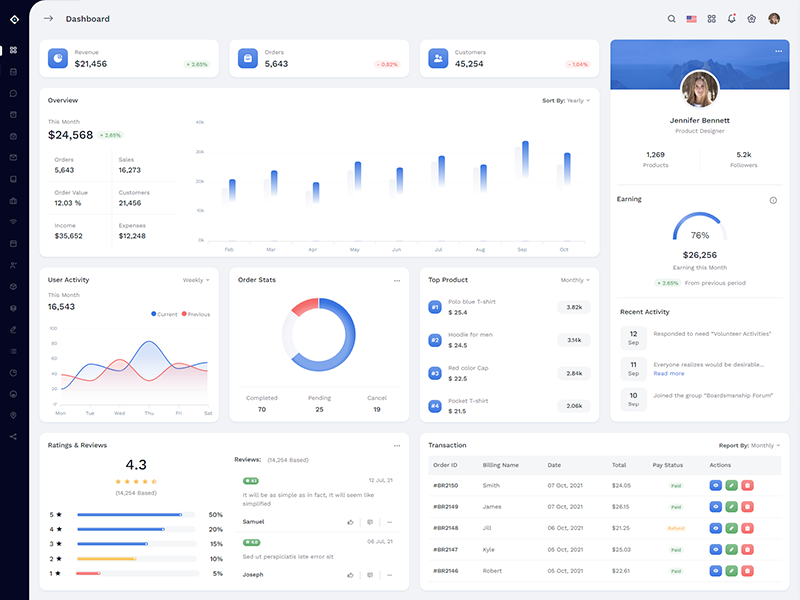 Dashboard
Revenue
$21,456
+ 2.65%
Orders
5,643
- 0.82%
Customers
45,254
- 1.04%
Jennifer Bennett
Product Designer
1,269
Products
5.2k
Followers
Earning
76%
$26,256
Earning this Month
+ 2.65% From previous period
Recent Activity
12
Sep
Responded to need "Volunteer Activities"
11
Sep
Everyone realizes would be desirable...
Read more
10
Sep
Joined the group "Boardsmanship Forum"
Overview
Sort By: Yearly
This Month
$24,568 + 2.65%
Orders
5,643
Sales
16,273
Order Value
12.03 %
Customers
21,456
Income
$35,652
Expenses
$12,248
40k
30k
20k
10k
0k
Feb Mar Apr May Jun Jul Aug Sep Oct
User Activity
Weekly
This Month
16,543
Current Previous
100
80
60
40
20
Mon Tue Wed Thu Fri Sat
Order Stats
Completed
70
Pending
25
Cancel
19
Top Product
Monthly
#1
Polo blue T-shirt
$ 25.4
3.82k
#2
Hoodie for men
$ 24.5
3.14k
#3
Red color Cap
$ 22.5
2.84k
#4
Pocket T-shirt
$ 21.5
2.06k
Ratings & Reviews
4.3
(14,254 Based)
5 ★ 50%
4 ★ 20%
3 ★ 15%
2 ★ 10%
1 ★ 5%
Reviews: (14,254 Based)
12 Jul, 21
It will be as simple as in fact, it will seem like
simplified
Samuel
06 Jul, 21
Sed ut perspiciatis iste error sit
Joseph
Transaction
Report By: Monthly
Order ID Billing Name Date Total Pay Status Actions
#BR2150 Smith 07 Oct, 2021 $24.05 Paid
#BR2149 James 07 Oct, 2021 $26.15 Paid
#BR2148 Jill 06 Oct, 2021 $21.25 Refund
#BR2147 Kyle 05 Oct, 2021 $25.03 Paid
#BR2146 Robert 05 Oct, 2021 $22.61 Paid